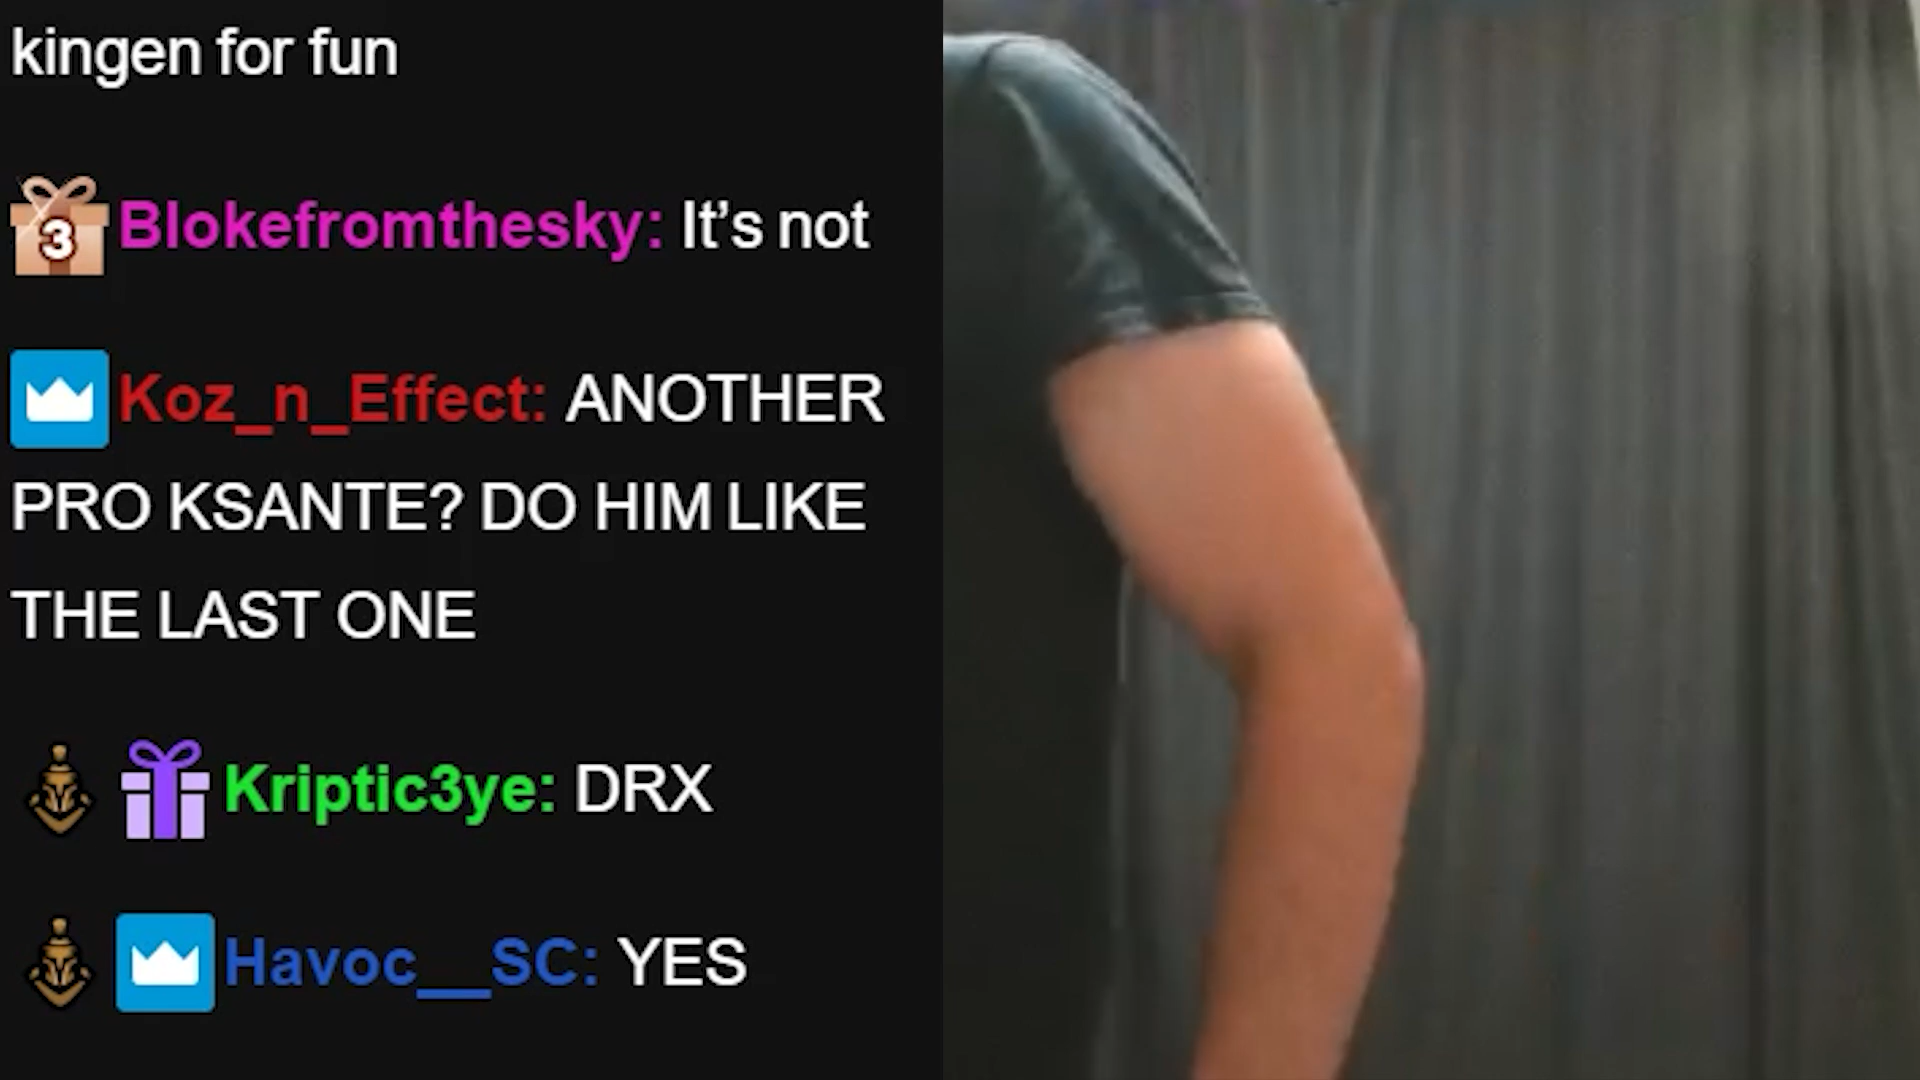 kingen for fun
3 Blokefromthesky: It’s not
Koz_n_Effect: ANOTHER
PRO KSANTE? DO HIM LIKE
THE LAST ONE
Kriptic3ye: DRX
Havoc__SC: YES